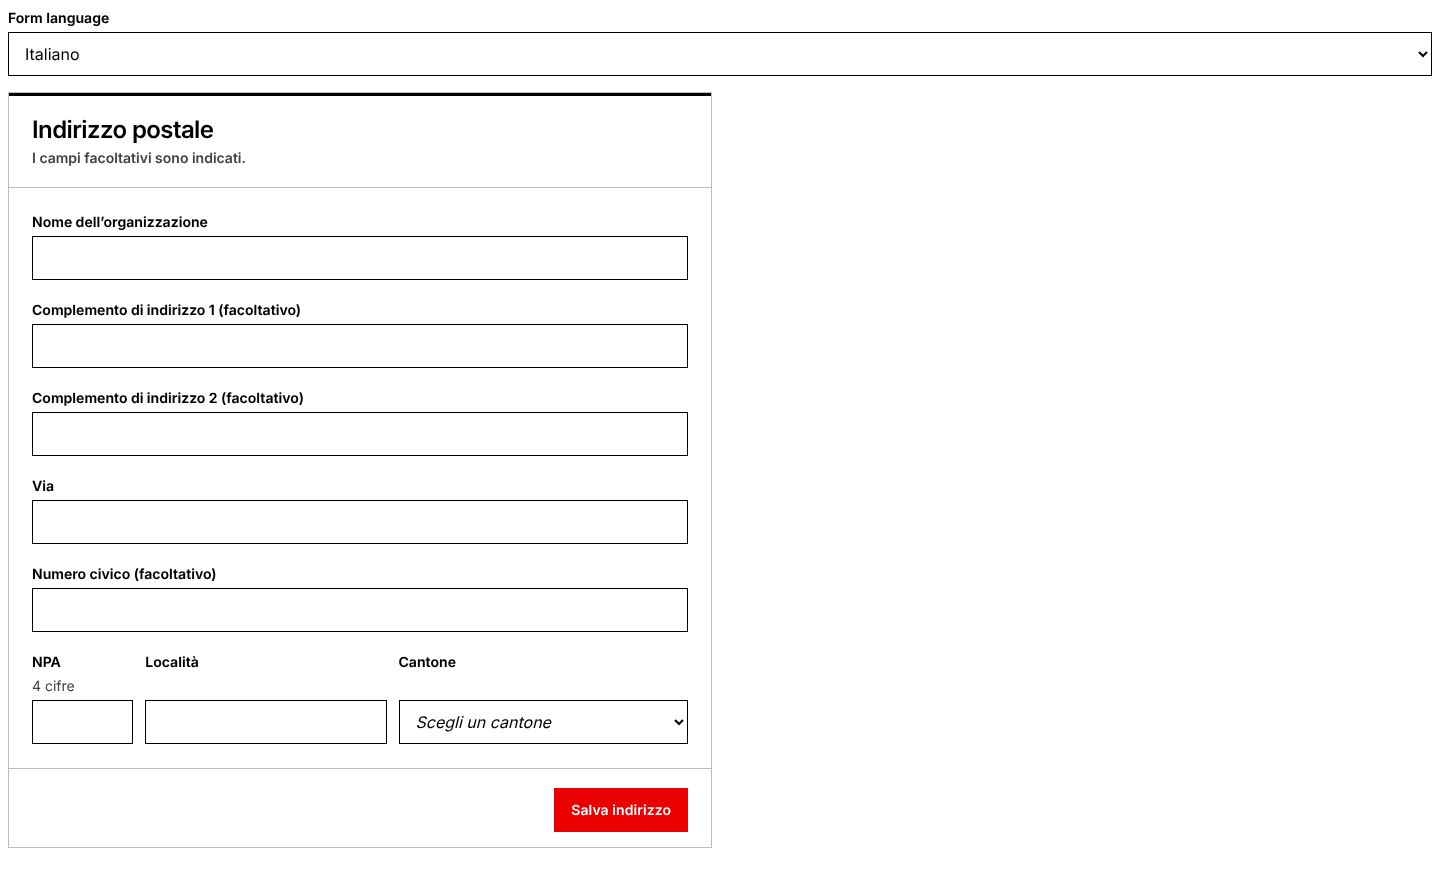 Form language
Italiano
Indirizzo postale
I campi facoltativi sono indicati.
Nome dell’organizzazione
Complemento di indirizzo 1 (facoltativo)
Complemento di indirizzo 2 (facoltativo)
Via
Numero civico (facoltativo)
NPA
Località
Cantone
4 cifre
Scegli un cantone
Salva indirizzo